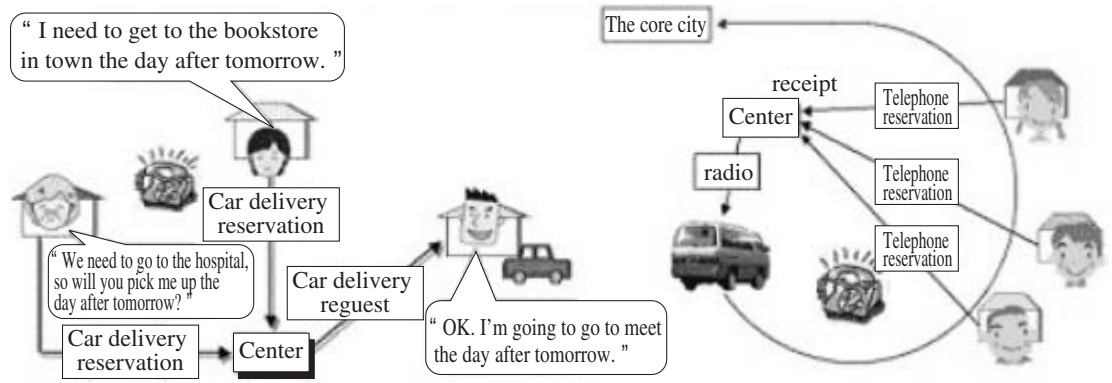 “ I need to get to the bookstore
in town the day after tomorrow. ”
Car delivery
reservation
“ We need to go to the hospital,
so will you pick me up the
day after tomorrow? ”
Car delivery
reservation
Center
Car delivery
reguest
“ OK. I’m going to go to meet
the day after tomorrow. ”
The core city
receipt
Center
Telephone
reservation
radio
Telephone
reservation
Telephone
reservation